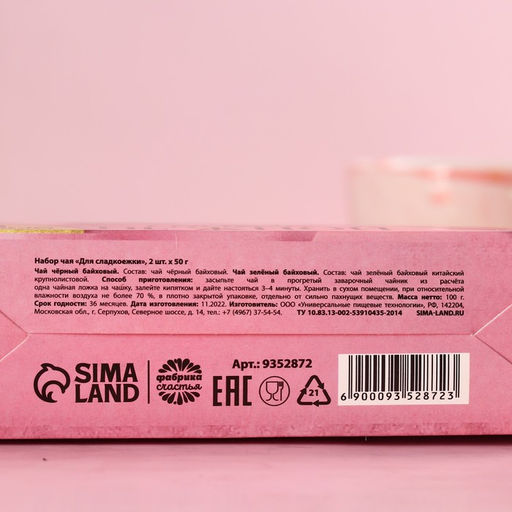 Набор чая «Для сладкоежки», 2 шт. х 50 г
Чай чёрный байховый. Состав: чай чёрный байховый. Чай зелёный байховый. Состав: чай зелёный байховый китайский
крупнолистовой. Способ приготовления: засыпьте чай в прогретый заварочный чайник из расчёта
одна чайная ложка на чашку, залейте кипятком и дайте настояться 3–4 минуты. Хранить в сухом помещении, при относительной
влажности воздуха не более 70 %, в плотно закрытой упаковке, отдельно от сильно пахнущих веществ. Масса нетто: 100 г.
Срок годности: 36 месяцев. Дата изготовления: 11.2022. Изготовитель: ООО «Универсальные пищевые технологии», РФ, 142204,
Московская обл., г. Серпухов, Северное шоссе, д. 14, тел.: +7 (4967) 37-54-54. ТУ 10.83.13-002-53910435-2014 SIMA-LAND.RU
SIMA
LAND
фабрика
счастья
Арт.: 9352872
EAC
21
6 900093 528723